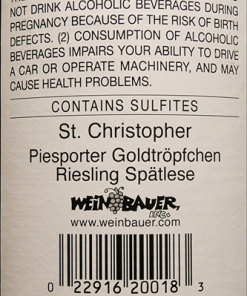 NOT DRINK ALCOHOLIC BEVERAGES DURING
PREGNANCY BECAUSE OF THE RISK OF BIRTH
DEFECTS. (2) CONSUMPTION OF ALCOHOLIC
BEVERAGES IMPAIRS YOUR ABILITY TO DRIVE
A CAR OR OPERATE MACHINERY, AND MAY
CAUSE HEALTH PROBLEMS.
CONTAINS SULFITES
St. Christopher
Piesporter Goldtröpfchen
Riesling Spätlese
WEINBAUER, INC.
www.weinbauer.com
0 22916 20018 3